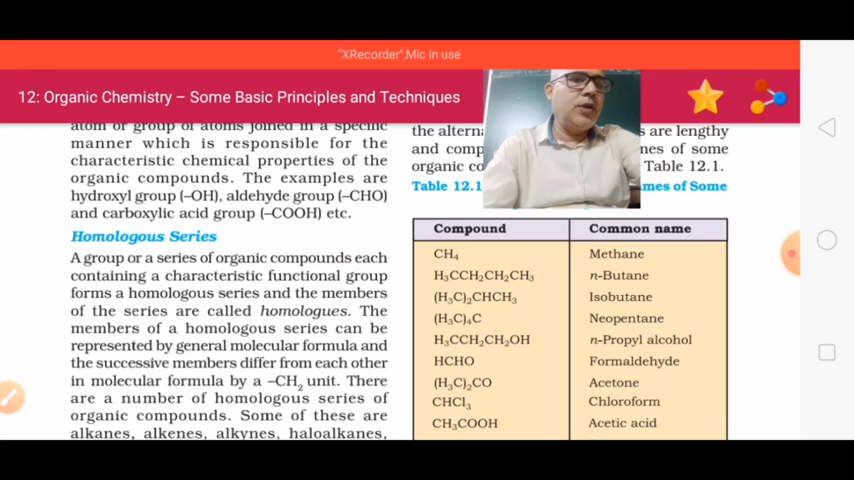 "XRecorder",Mic in use
12: Organic Chemistry – Some Basic Principles and Techniques
atom or group of atoms joined in a specific
manner which is responsible for the
characteristic chemical properties of the
organic compounds. The examples are
hydroxyl group (–OH), aldehyde group (–CHO)
and carboxylic acid group (–COOH) etc.
Homologous Series
A group or a series of organic compounds each
containing a characteristic functional group
forms a homologous series and the members
of the series are called homologues. The
members of a homologous series can be
represented by general molecular formula and
the successive members differ from each other
in molecular formula by a –CH₂ unit. There
are a number of homologous series of
organic compounds. Some of these are
alkanes, alkenes, alkynes, haloalkanes,
the are lengthy
and of some
organic Table 12.1.
Table 12.1 of Some
Compound Common name
CH₄ Methane
H₃CCH₂CH₂CH₃ n-Butane
(H₃C)₂CHCH₃ Isobutane
(H₃C)₄C Neopentane
H₃CCH₂CH₂OH n-Propyl alcohol
HCHO Formaldehyde
(H₃C)₂CO Acetone
CHCl₃ Chloroform
CH₃COOH Acetic acid